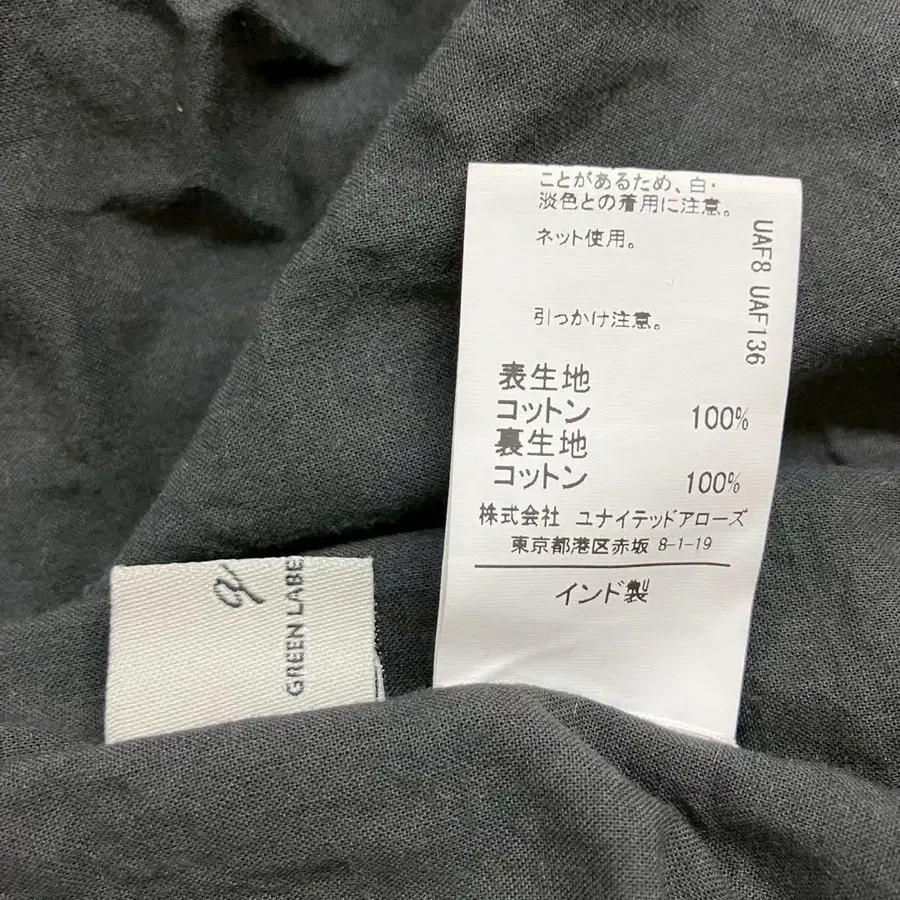 ことがあるため、白・
淡色との着用に注意。
ネット使用。
引っかけ注意。
表生地
コットン 100%
裏生地
コットン 100%
株式会社 ユナイテッドアローズ
東京都港区赤坂 8-1-19
インド製
UAF8 UAF136
GREEN LABE